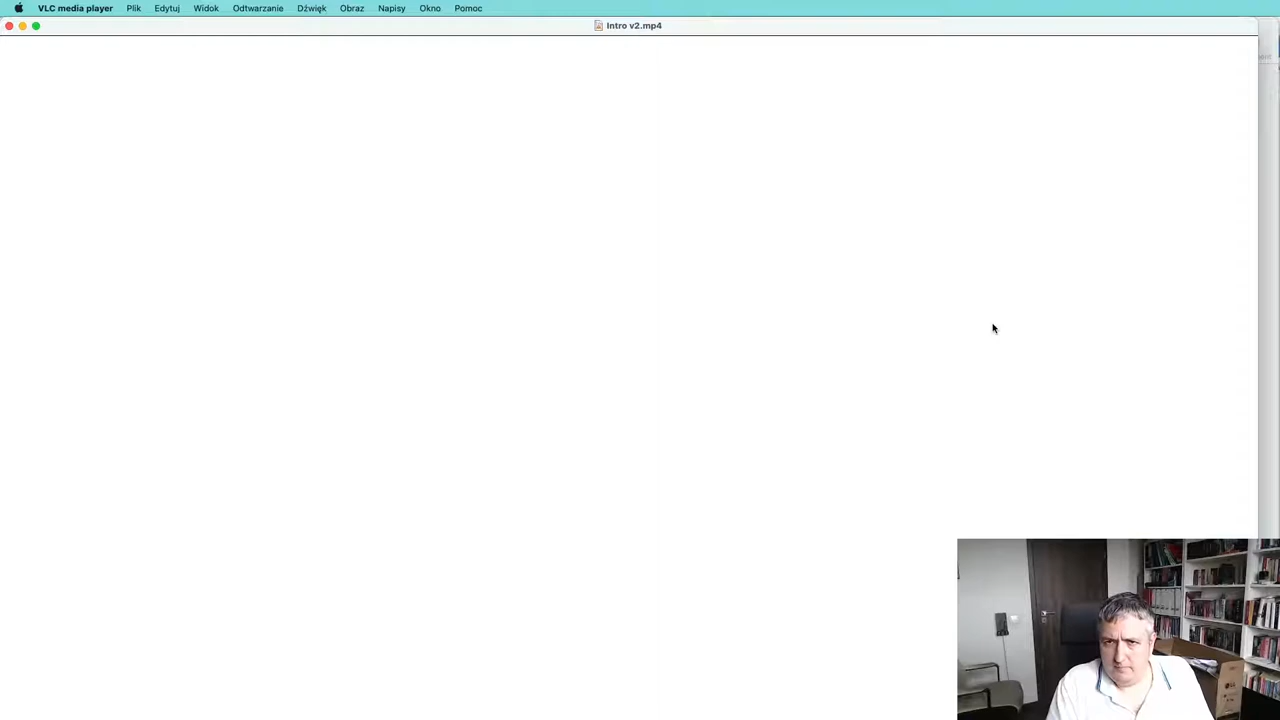 VLC media player Plik Edytuj Widok Odtwarzanie Dźwięk Obraz Napisy Okno Pomoc
Intro v2.mp4